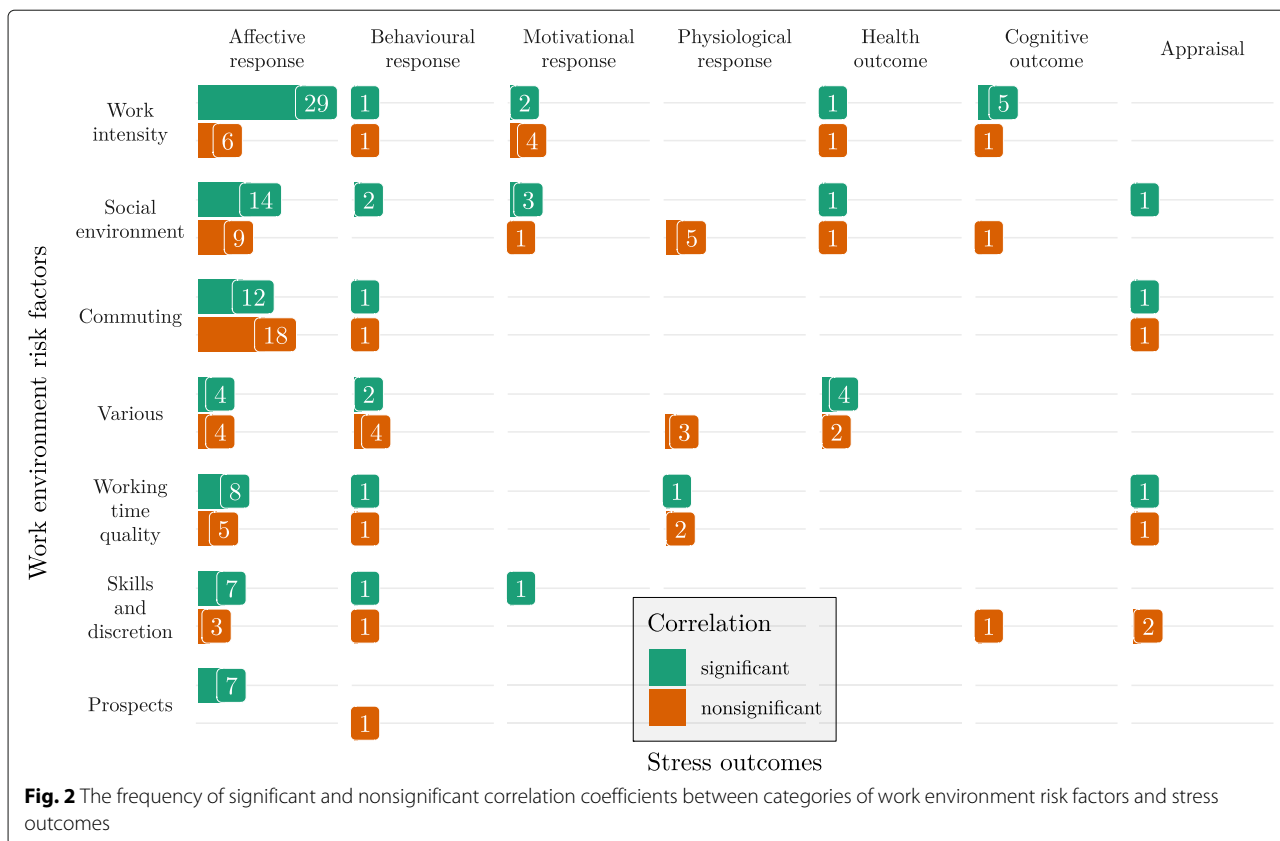 Affective
response
Behavioural
response
Motivational
response
Physiological
response
Health
outcome
Cognitive
outcome
Appraisal
Work environment risk factors
Work
intensity
29 1 2 1 5
6 1 4 1 1
Social
environment
14 2 3 1 1
9 1 5 1 1
Commuting
12 1 1
18 1 1
Various
4 2 4
4 4 3 2
Working
time
quality
8 1 1 1
5 1 2 1
Skills
and
discretion
7 1 1
3 1 1 2
Prospects
7
1
Correlation
significant
nonsignificant
Stress outcomes
Fig. 2 The frequency of significant and nonsignificant correlation coefficients between categories of work environment risk factors and stress
outcomes